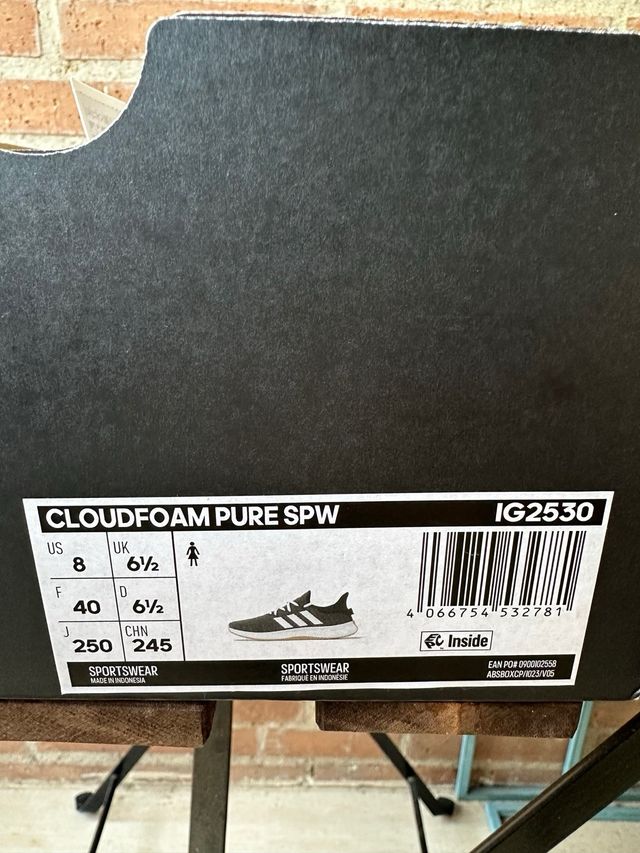 CLOUDFOAM PURE SPW IG2530
US 8 UK 6½
F 40 D 6½
J 250 CHN 245
4 066754 532781
Inside
SPORTSWEAR
MADE IN INDONESIA
SPORTSWEAR
FABRIQUÉ EN INDONÉSIE
EAN PO# 0900102558
ABSBOXCP/1023/V05